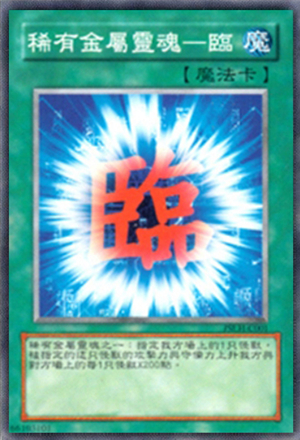 稀有金屬靈魂—臨 魔
【魔法卡】
臨
稀有金屬靈魂之一；指定我方場上的1只怪獸，
被指定的這只怪獸的攻擊力與守備力上升我方與
對方場上的每1只怪獸X200點。